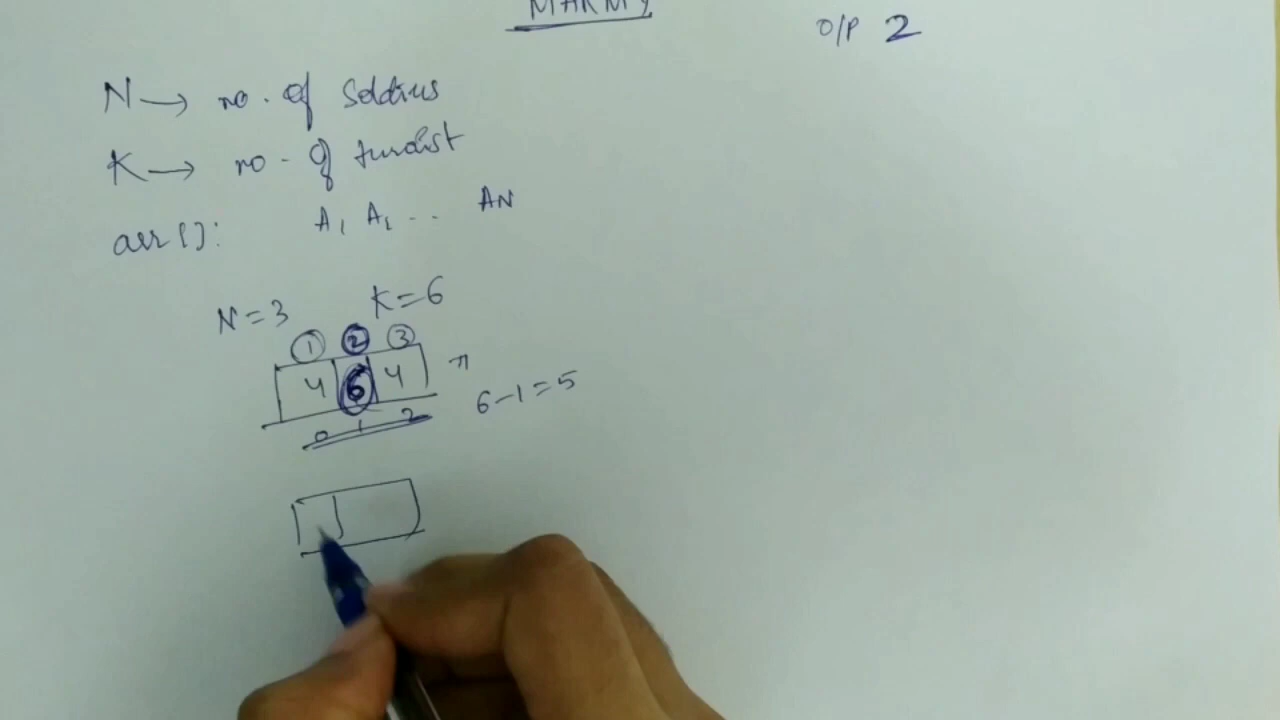 O/P 2
N → no. of Soldiers
K → no. of
arr[]: A1 A2 .. AN
N = 3 K = 6
1 2 3
4 6 4
0 1 2
6 - 1 = 5